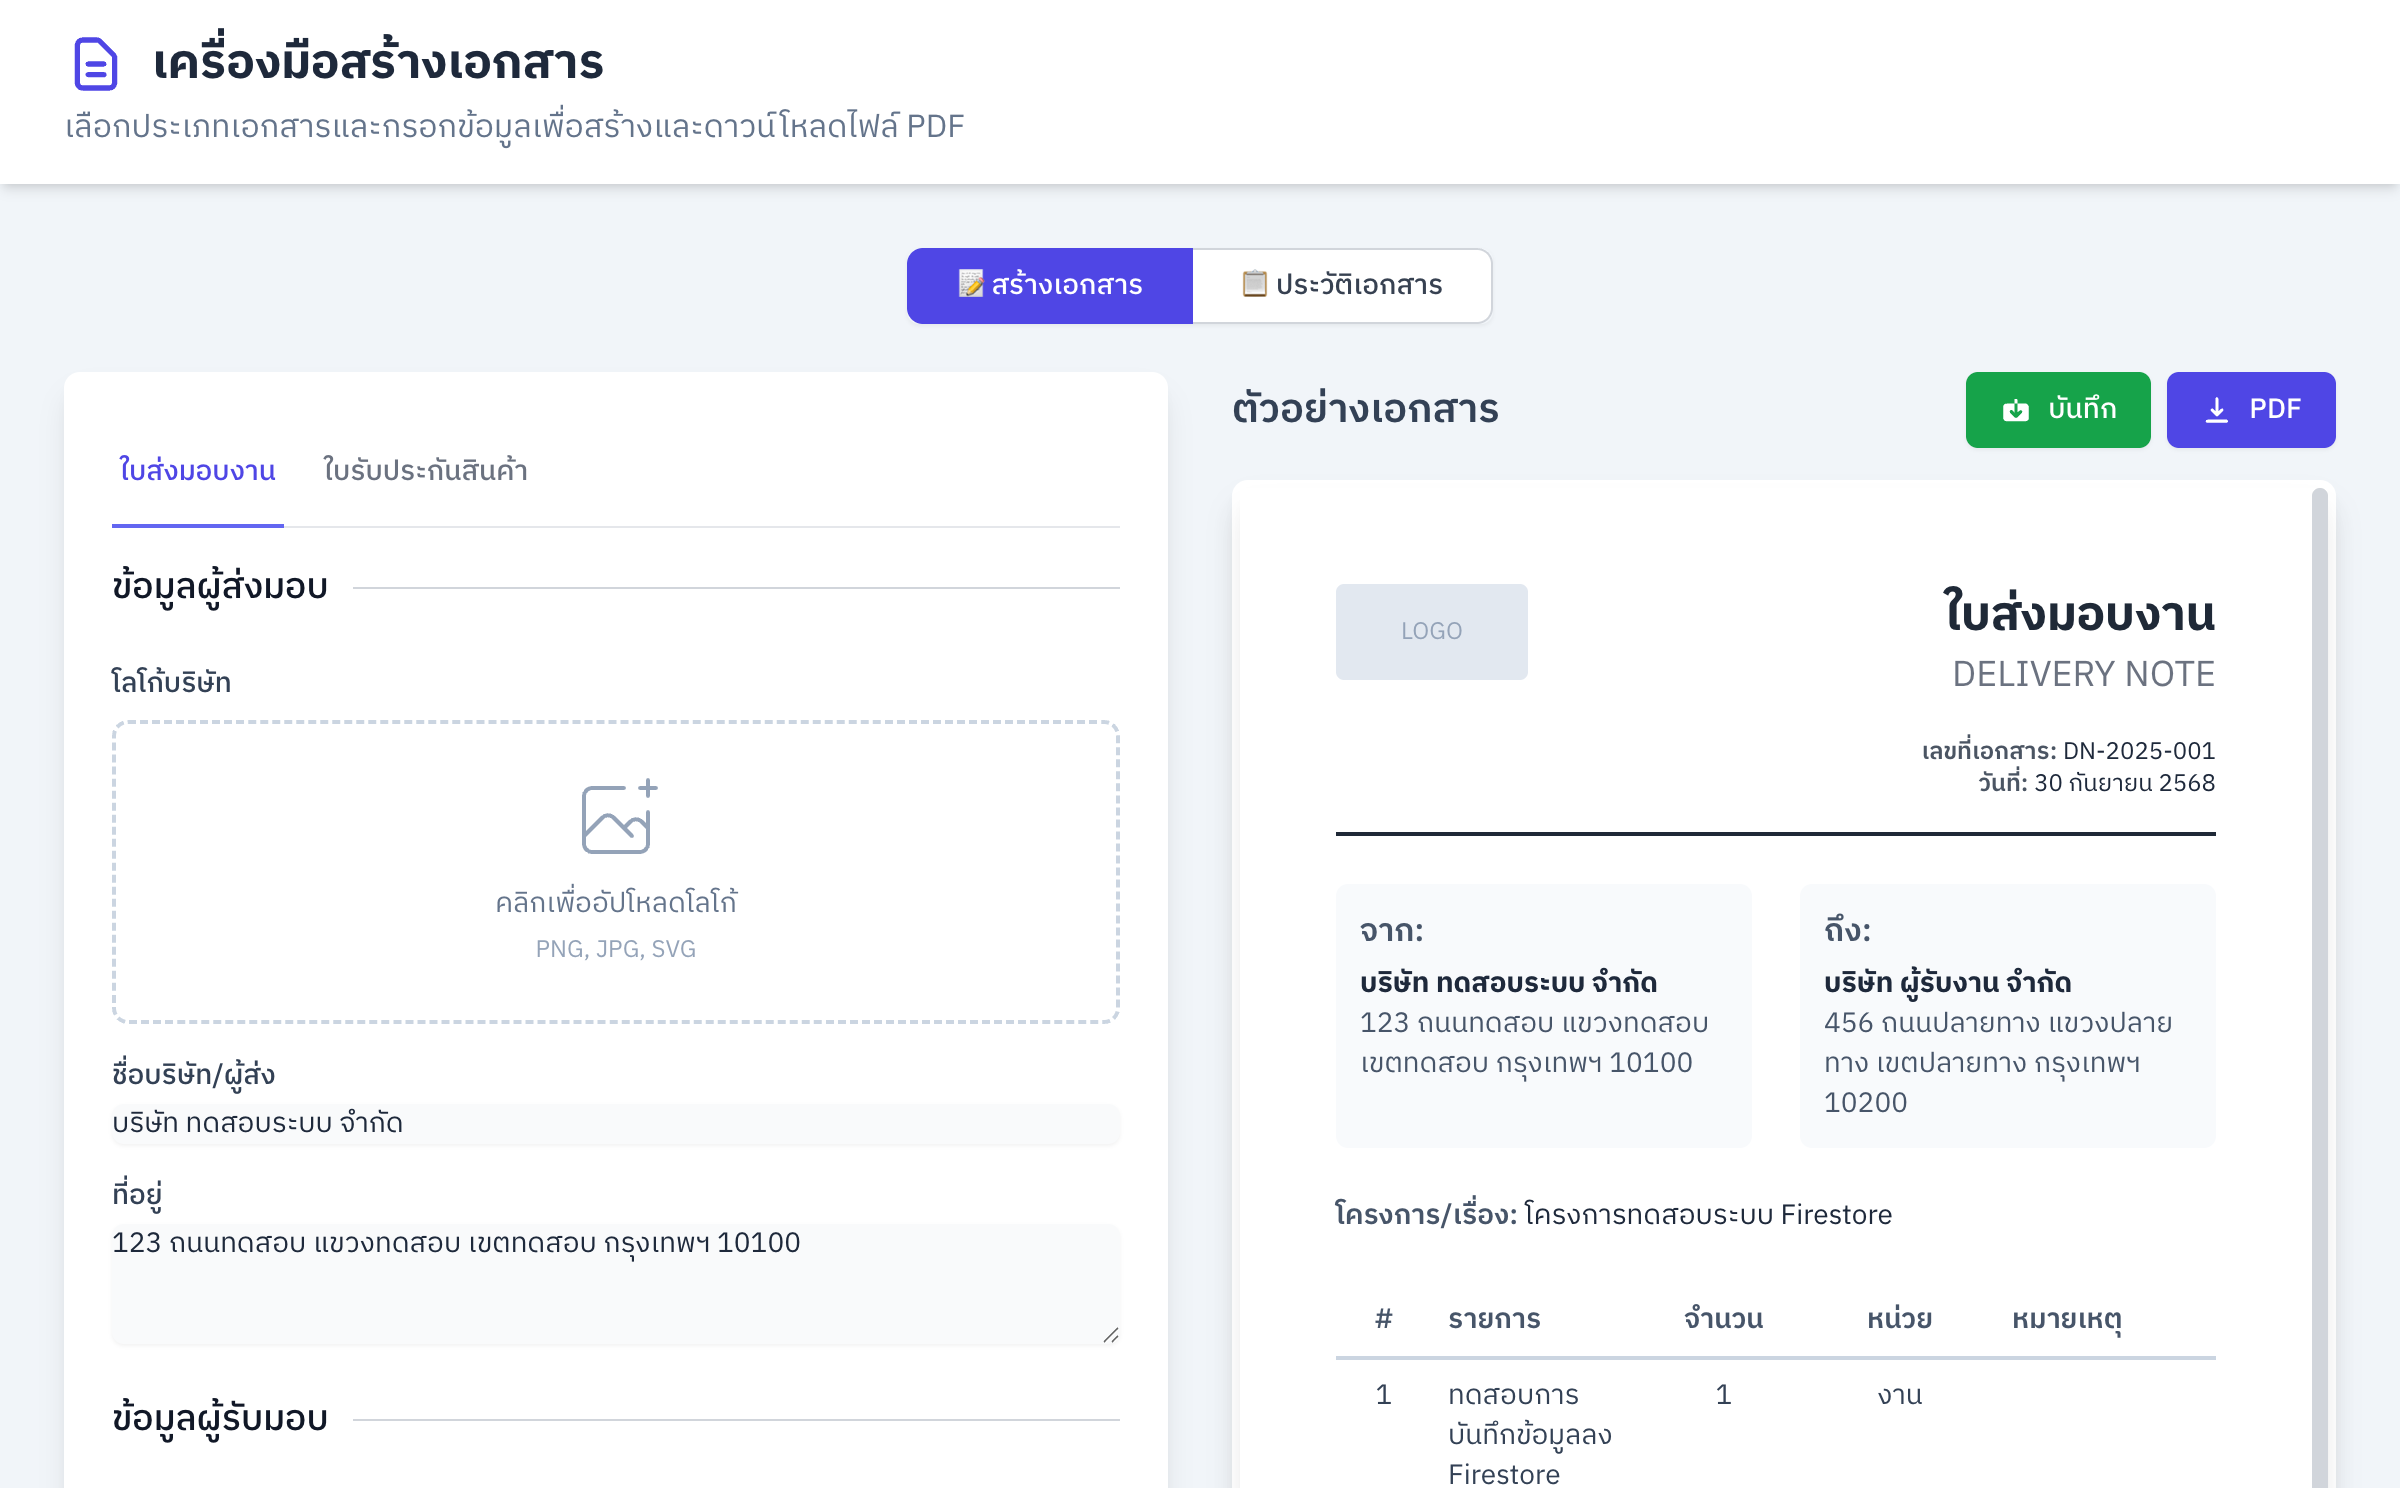 เครื่องมือสร้างเอกสาร
เลือกประเภทเอกสารและกรอกข้อมูลเพื่อสร้างและดาวน์โหลดไฟล์ PDF
สร้างเอกสาร
ประวัติเอกสาร
ใบส่งมอบงาน
ใบรับประกันสินค้า
ข้อมูลผู้ส่งมอบ
โลโก้บริษัท
คลิกเพื่ออัปโหลดโลโก้
PNG, JPG, SVG
ชื่อบริษัท/ผู้ส่ง
บริษัท ทดสอบระบบ จำกัด
ที่อยู่
123 ถนนทดสอบ แขวงทดสอบ เขตทดสอบ กรุงเทพฯ 10100
ข้อมูลผู้รับมอบ
ตัวอย่างเอกสาร
บันทึก
PDF
LOGO
ใบส่งมอบงาน
DELIVERY NOTE
เลขที่เอกสาร: DN-2025-001
วันที่: 30 กันยายน 2568
จาก:
บริษัท ทดสอบระบบ จำกัด
123 ถนนทดสอบ แขวงทดสอบ
เขตทดสอบ กรุงเทพฯ 10100
ถึง:
บริษัท ผู้รับงาน จำกัด
456 ถนนปลายทาง แขวงปลาย
ทาง เขตปลายทาง กรุงเทพฯ
10200
โครงการ/เรื่อง: โครงการทดสอบระบบ Firestore
# รายการ จำนวน หน่วย หมายเหตุ
1 ทดสอบการ 1 งาน
บันทึกข้อมูลลง
Firestore